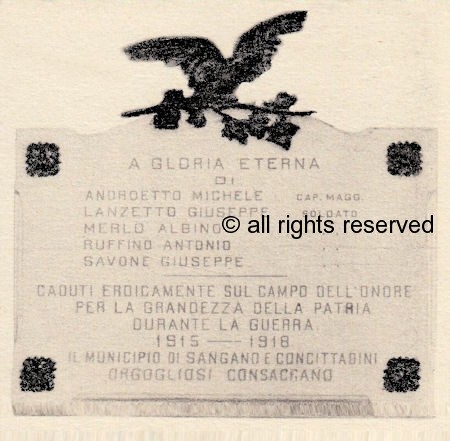 A GLORIA ETERNA
DI
ANDROETTO MICHELE CAP. MAGG.
LANZETTO GIUSEPPE SOLDATO
MERLO ALBINO
RUFFINO ANTONIO
SAVONE GIUSEPPE
© all rights reserved
CADUTI EROICAMENTE SUL CAMPO DELL'ONORE
PER LA GRANDEZZA DELLA PATRIA
DURANTE LA GUERRA
1915 — 1918
IL MUNICIPIO DI SANGANO E CONCITTADINI
ORGOGLIOSI CONSACRANO